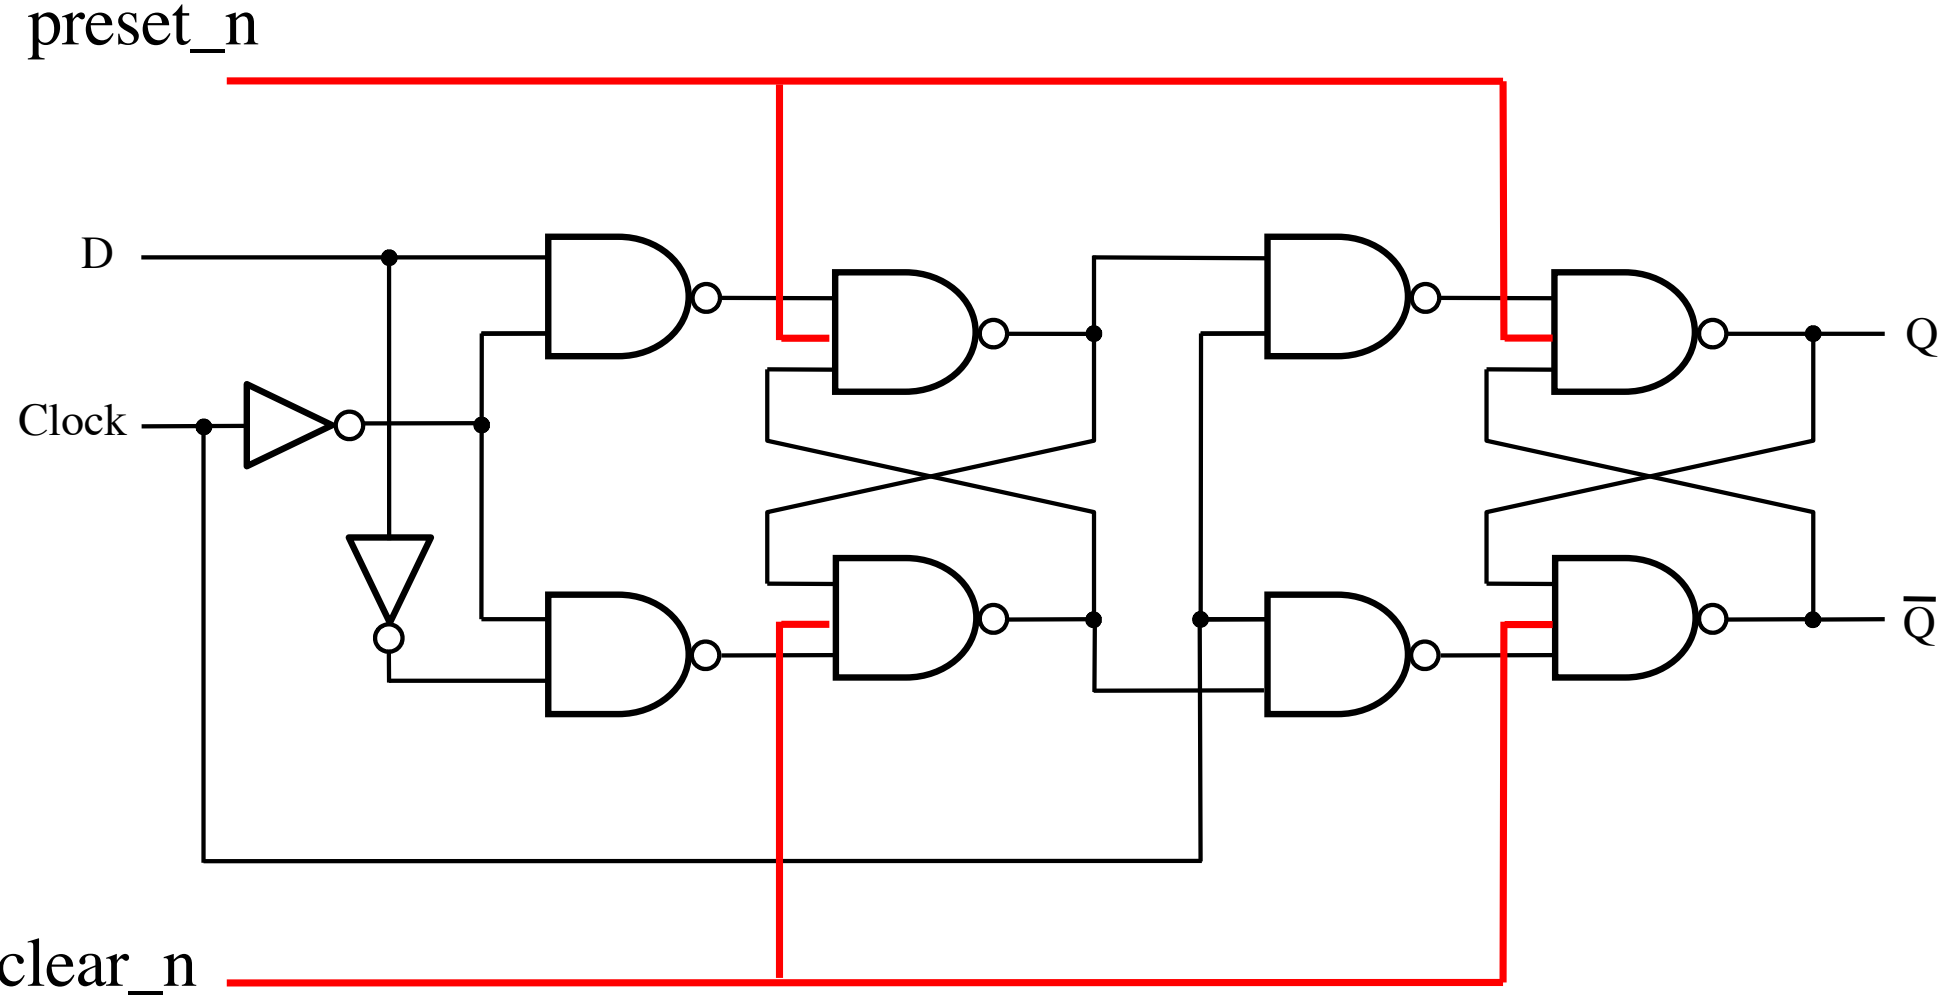 preset_n
D
Q
Clock
Q̅
clear_n